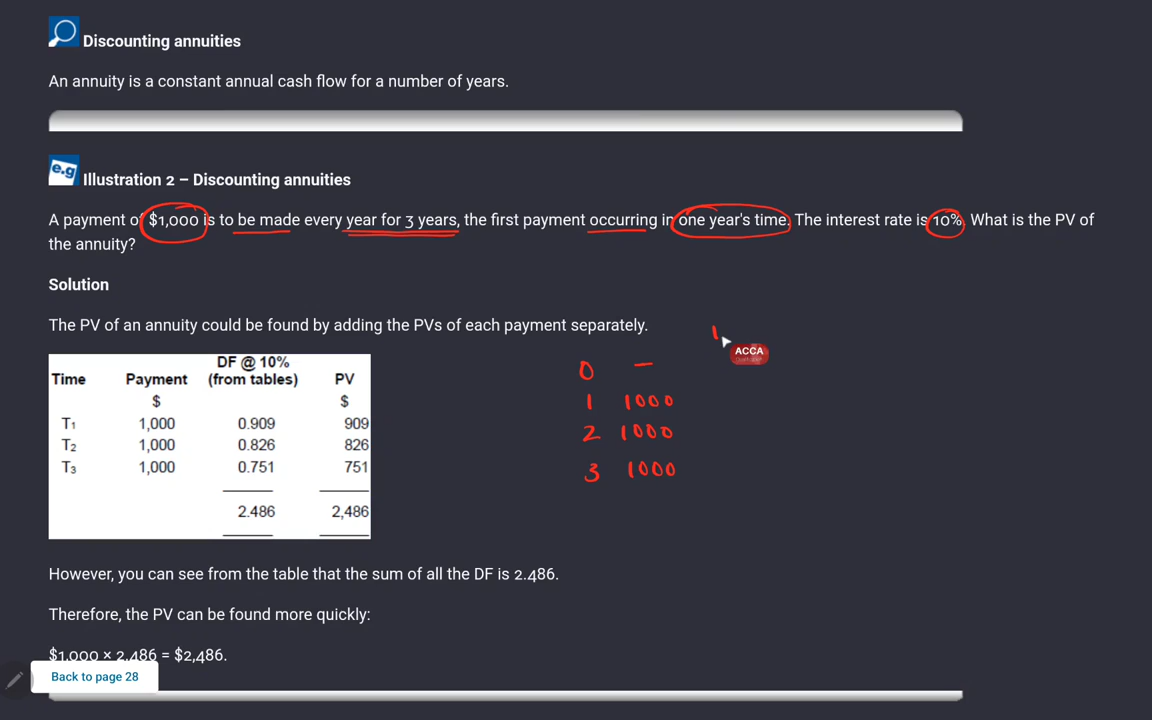 Discounting annuities
An annuity is a constant annual cash flow for a number of years.
e.g Illustration 2 – Discounting annuities
A payment of $1,000 is to be made every year for 3 years, the first payment occurring in one year's time. The interest rate is 10%. What is the PV of
the annuity?
Solution
The PV of an annuity could be found by adding the PVs of each payment separately.
DF @ 10%
Time Payment (from tables) PV
$ $
T1 1,000 0.909 909
T2 1,000 0.826 826
T3 1,000 0.751 751
2.486 2,486
0 –
1 1000
2 1000
3 1000
ACCA
However, you can see from the table that the sum of all the DF is 2.486.
Therefore, the PV can be found more quickly:
$1,000 × 2.486 = $2,486.
Back to page 28